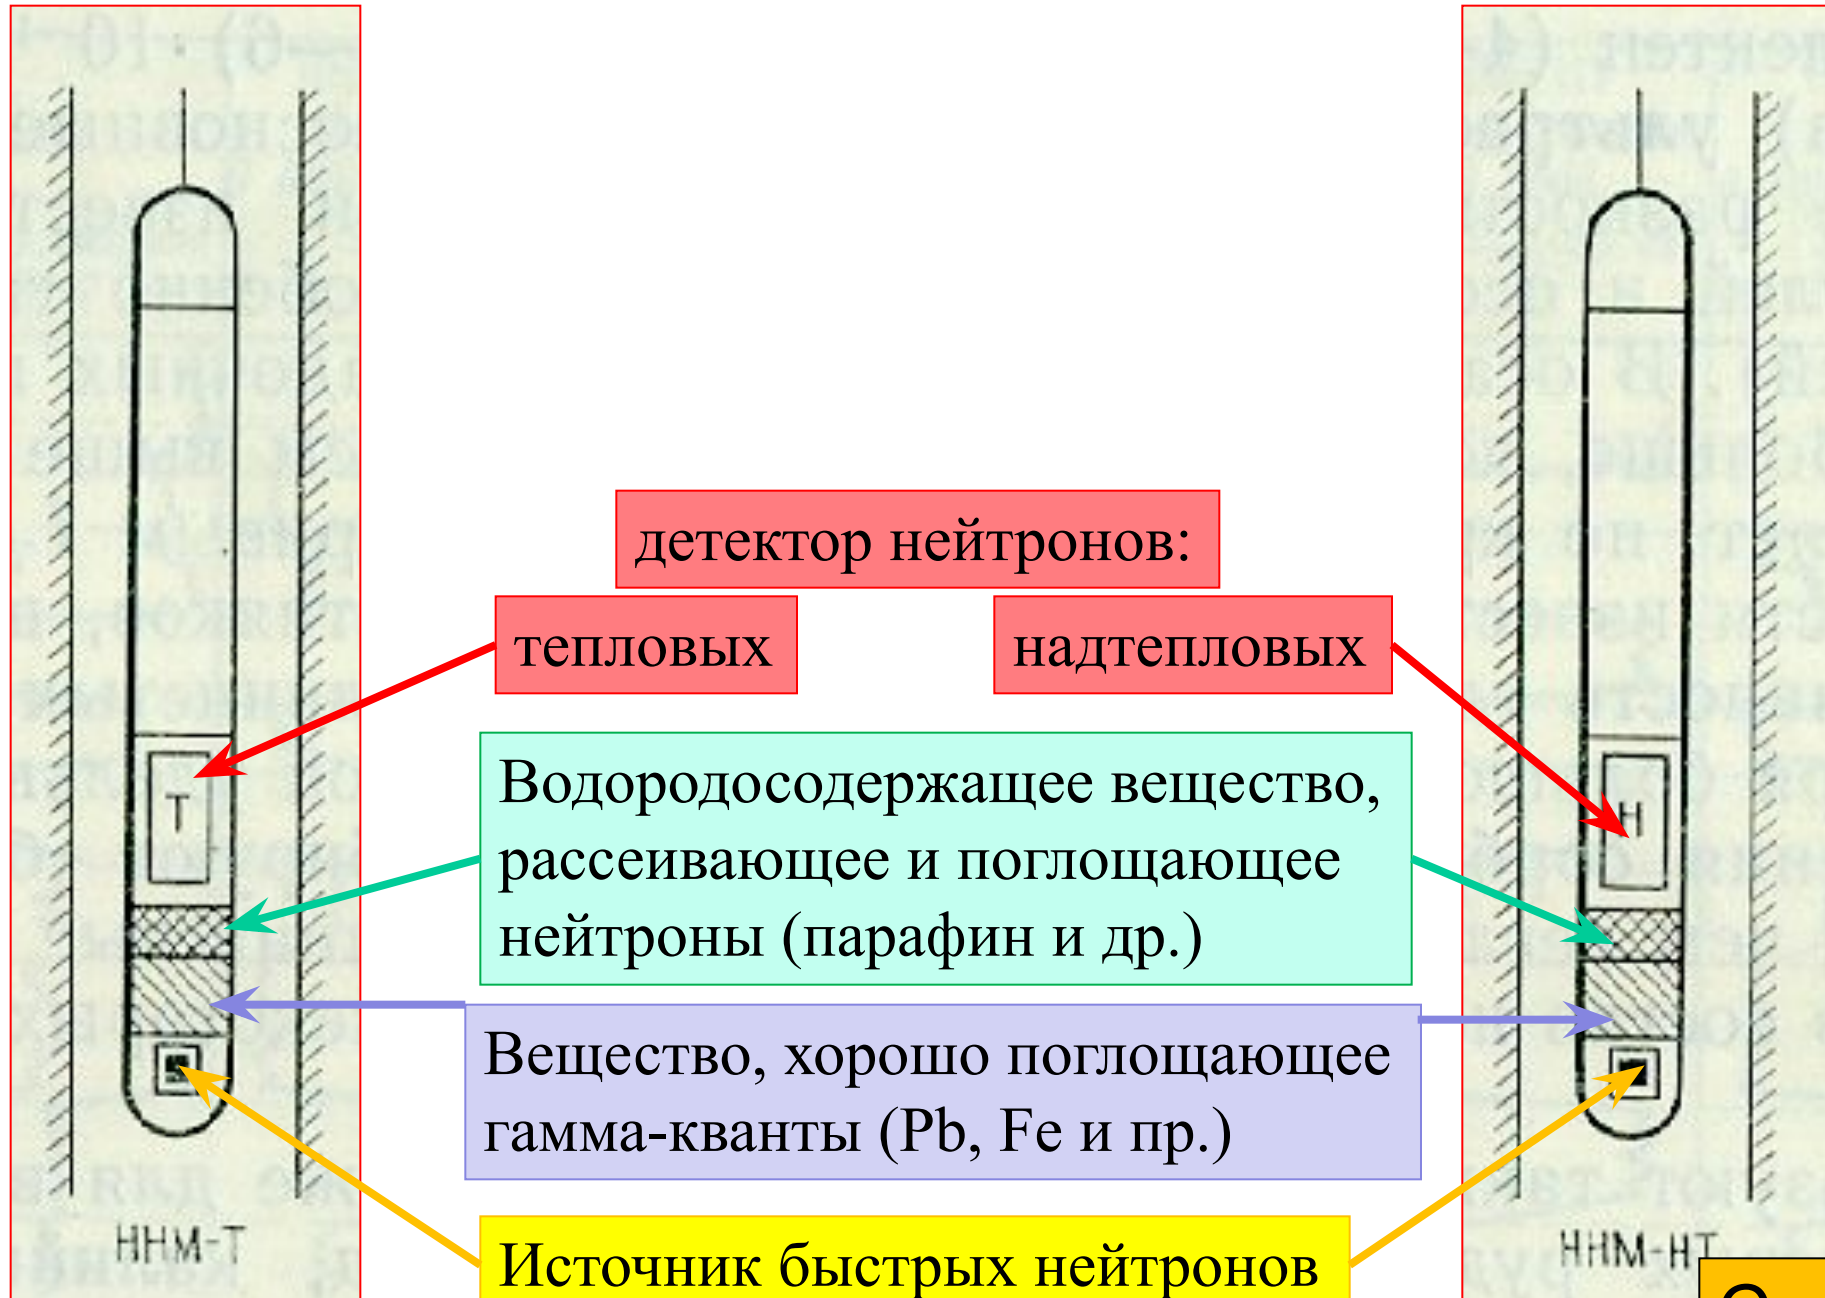 детектор нейтронов:
тепловых
надтепловых
Т
Н
Водородосодержащее вещество,
рассеивающее и поглощающее
нейтроны (парафин и др.)
Вещество, хорошо поглощающее
гамма-кванты (Pb, Fe и пр.)
Источник быстрых нейтронов
ННМ-Т
ННМ-НТ